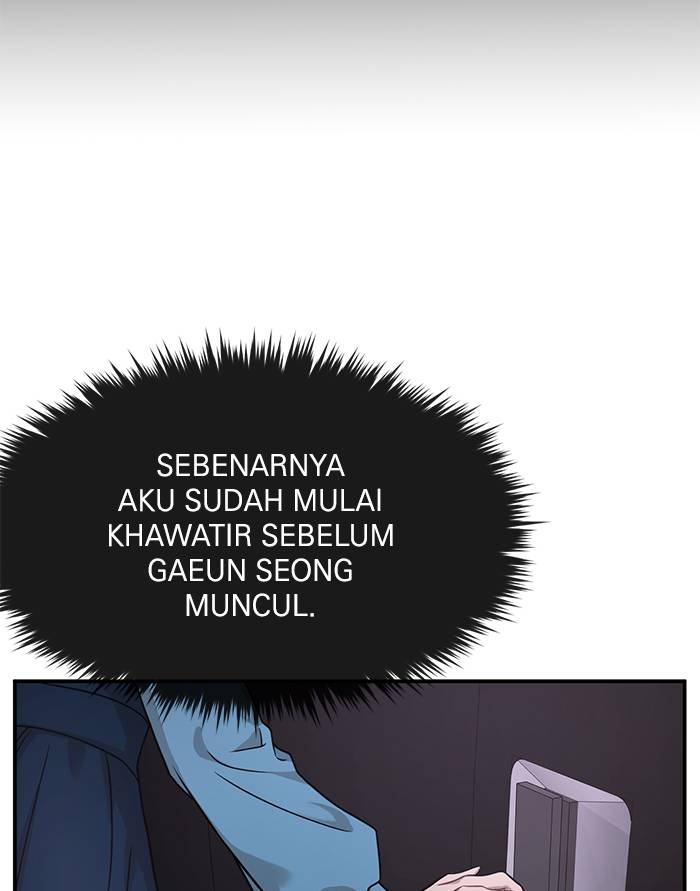 SEBENARNYA
AKU SUDAH MULAI
KHAWATIR SEBELUM
GAEUN SEONG
MUNCUL.